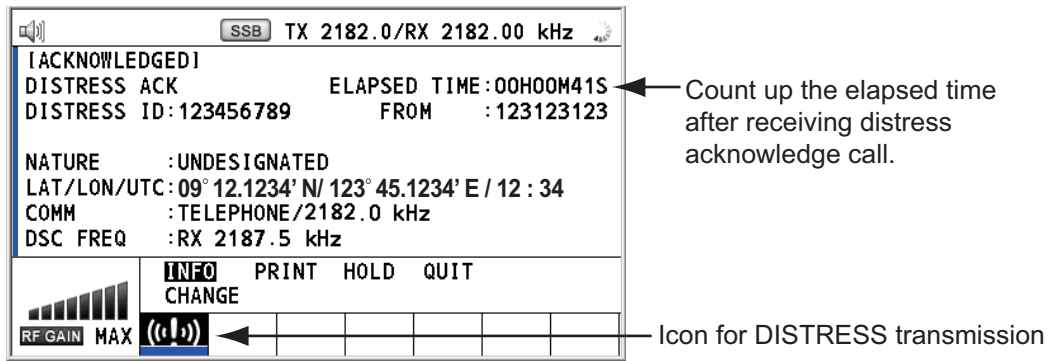 SSB TX 2182.0/RX 2182.00 kHz
[ACKNOWLEDGED]
DISTRESS ACK ELAPSED TIME:00H00M41S
DISTRESS ID:123456789 FROM :123123123
NATURE :UNDESIGNATED
LAT/LON/UTC:09° 12.1234' N/ 123° 45.1234' E / 12 : 34
COMM :TELEPHONE/2182.0 kHz
DSC FREQ :RX 2187.5 kHz
INFO PRINT HOLD QUIT
CHANGE
RF GAIN MAX
Count up the elapsed time
after receiving distress
acknowledge call.
Icon for DISTRESS transmission